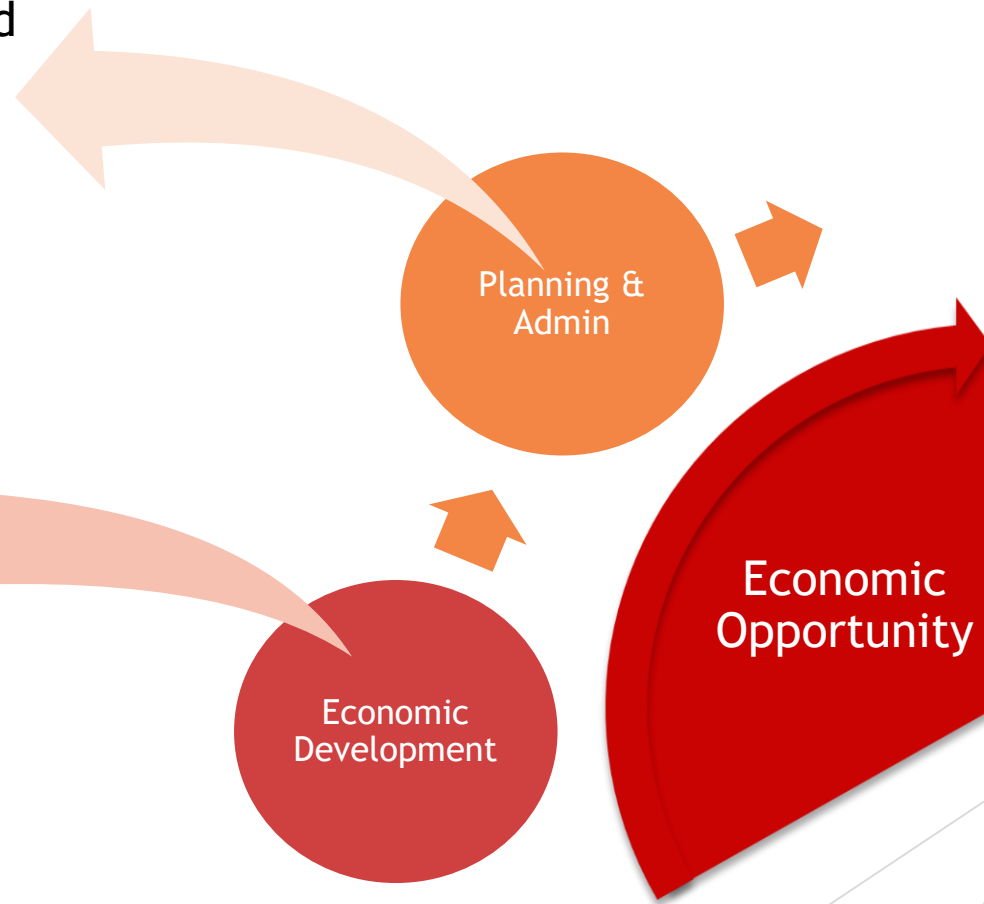 d
Planning &
Admin
Economic
Opportunity
Economic
Development